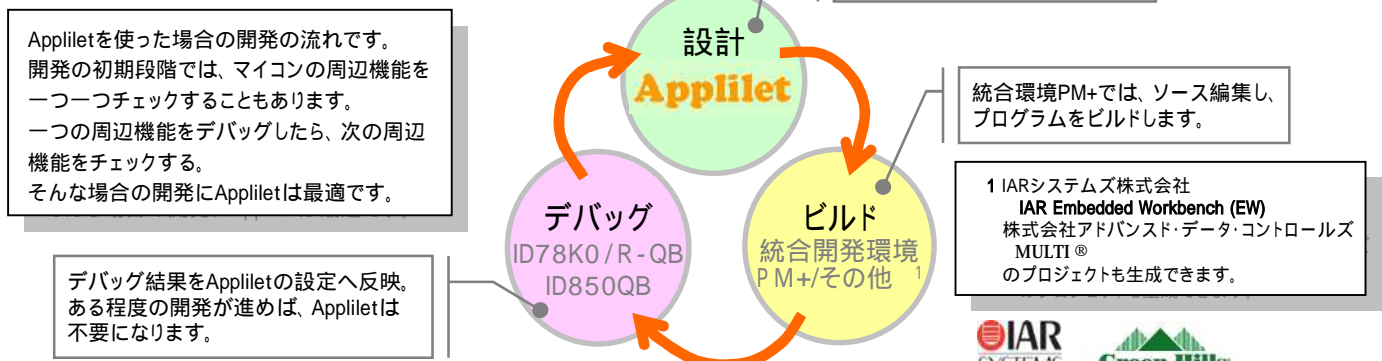 Appliletを使った場合の開発の流れです。
開発の初期段階では、マイコンの周辺機能を
一つ一つチェックすることもあります。
一つの周辺機能をデバッグしたら、次の周辺
機能をチェックする。
そんな場合の開発にAppliletは最適です。
設計
Applilet
統合環境PM+では、ソース編集し、
プログラムをビルドします。
デバッグ
ID78K0/R-QB
ID850QB
ビルド
統合開発環境
PM+/その他 1
1 IARシステムズ株式会社
IAR Embedded Workbench (EW)
株式会社アドバンスド・データ・コントロールズ
MULTI ®
のプロジェクトも生成できます。
デバッグ結果をAppliletの設定へ反映。
ある程度の開発が進めば、Appliletは
不要になります。
IAR
SYSTEMS
Green Hills